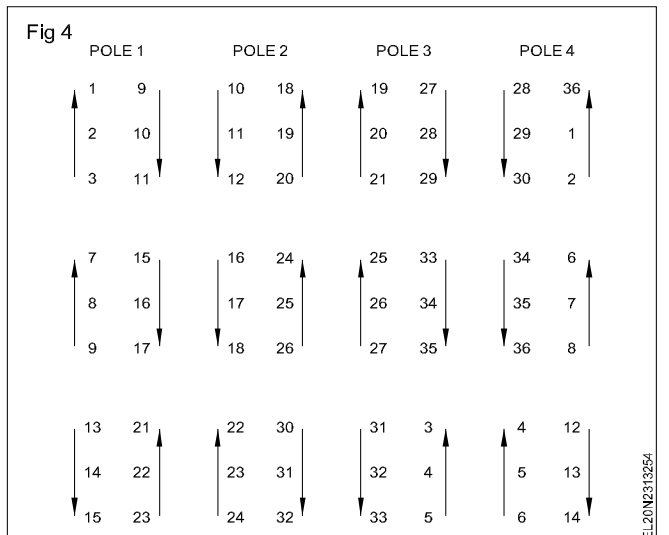 Fig 4
POLE 1 POLE 2 POLE 3 POLE 4
1 9 10 18 19 27 28 36
2 10 11 19 20 28 29 1
3 11 12 20 21 29 30 2
7 15 16 24 25 33 34 6
8 16 17 25 26 34 35 7
9 17 18 26 27 35 36 8
13 21 22 30 31 3 4 12
14 22 23 31 32 4 5 13
15 23 24 32 33 5 6 14
EL20N2313254